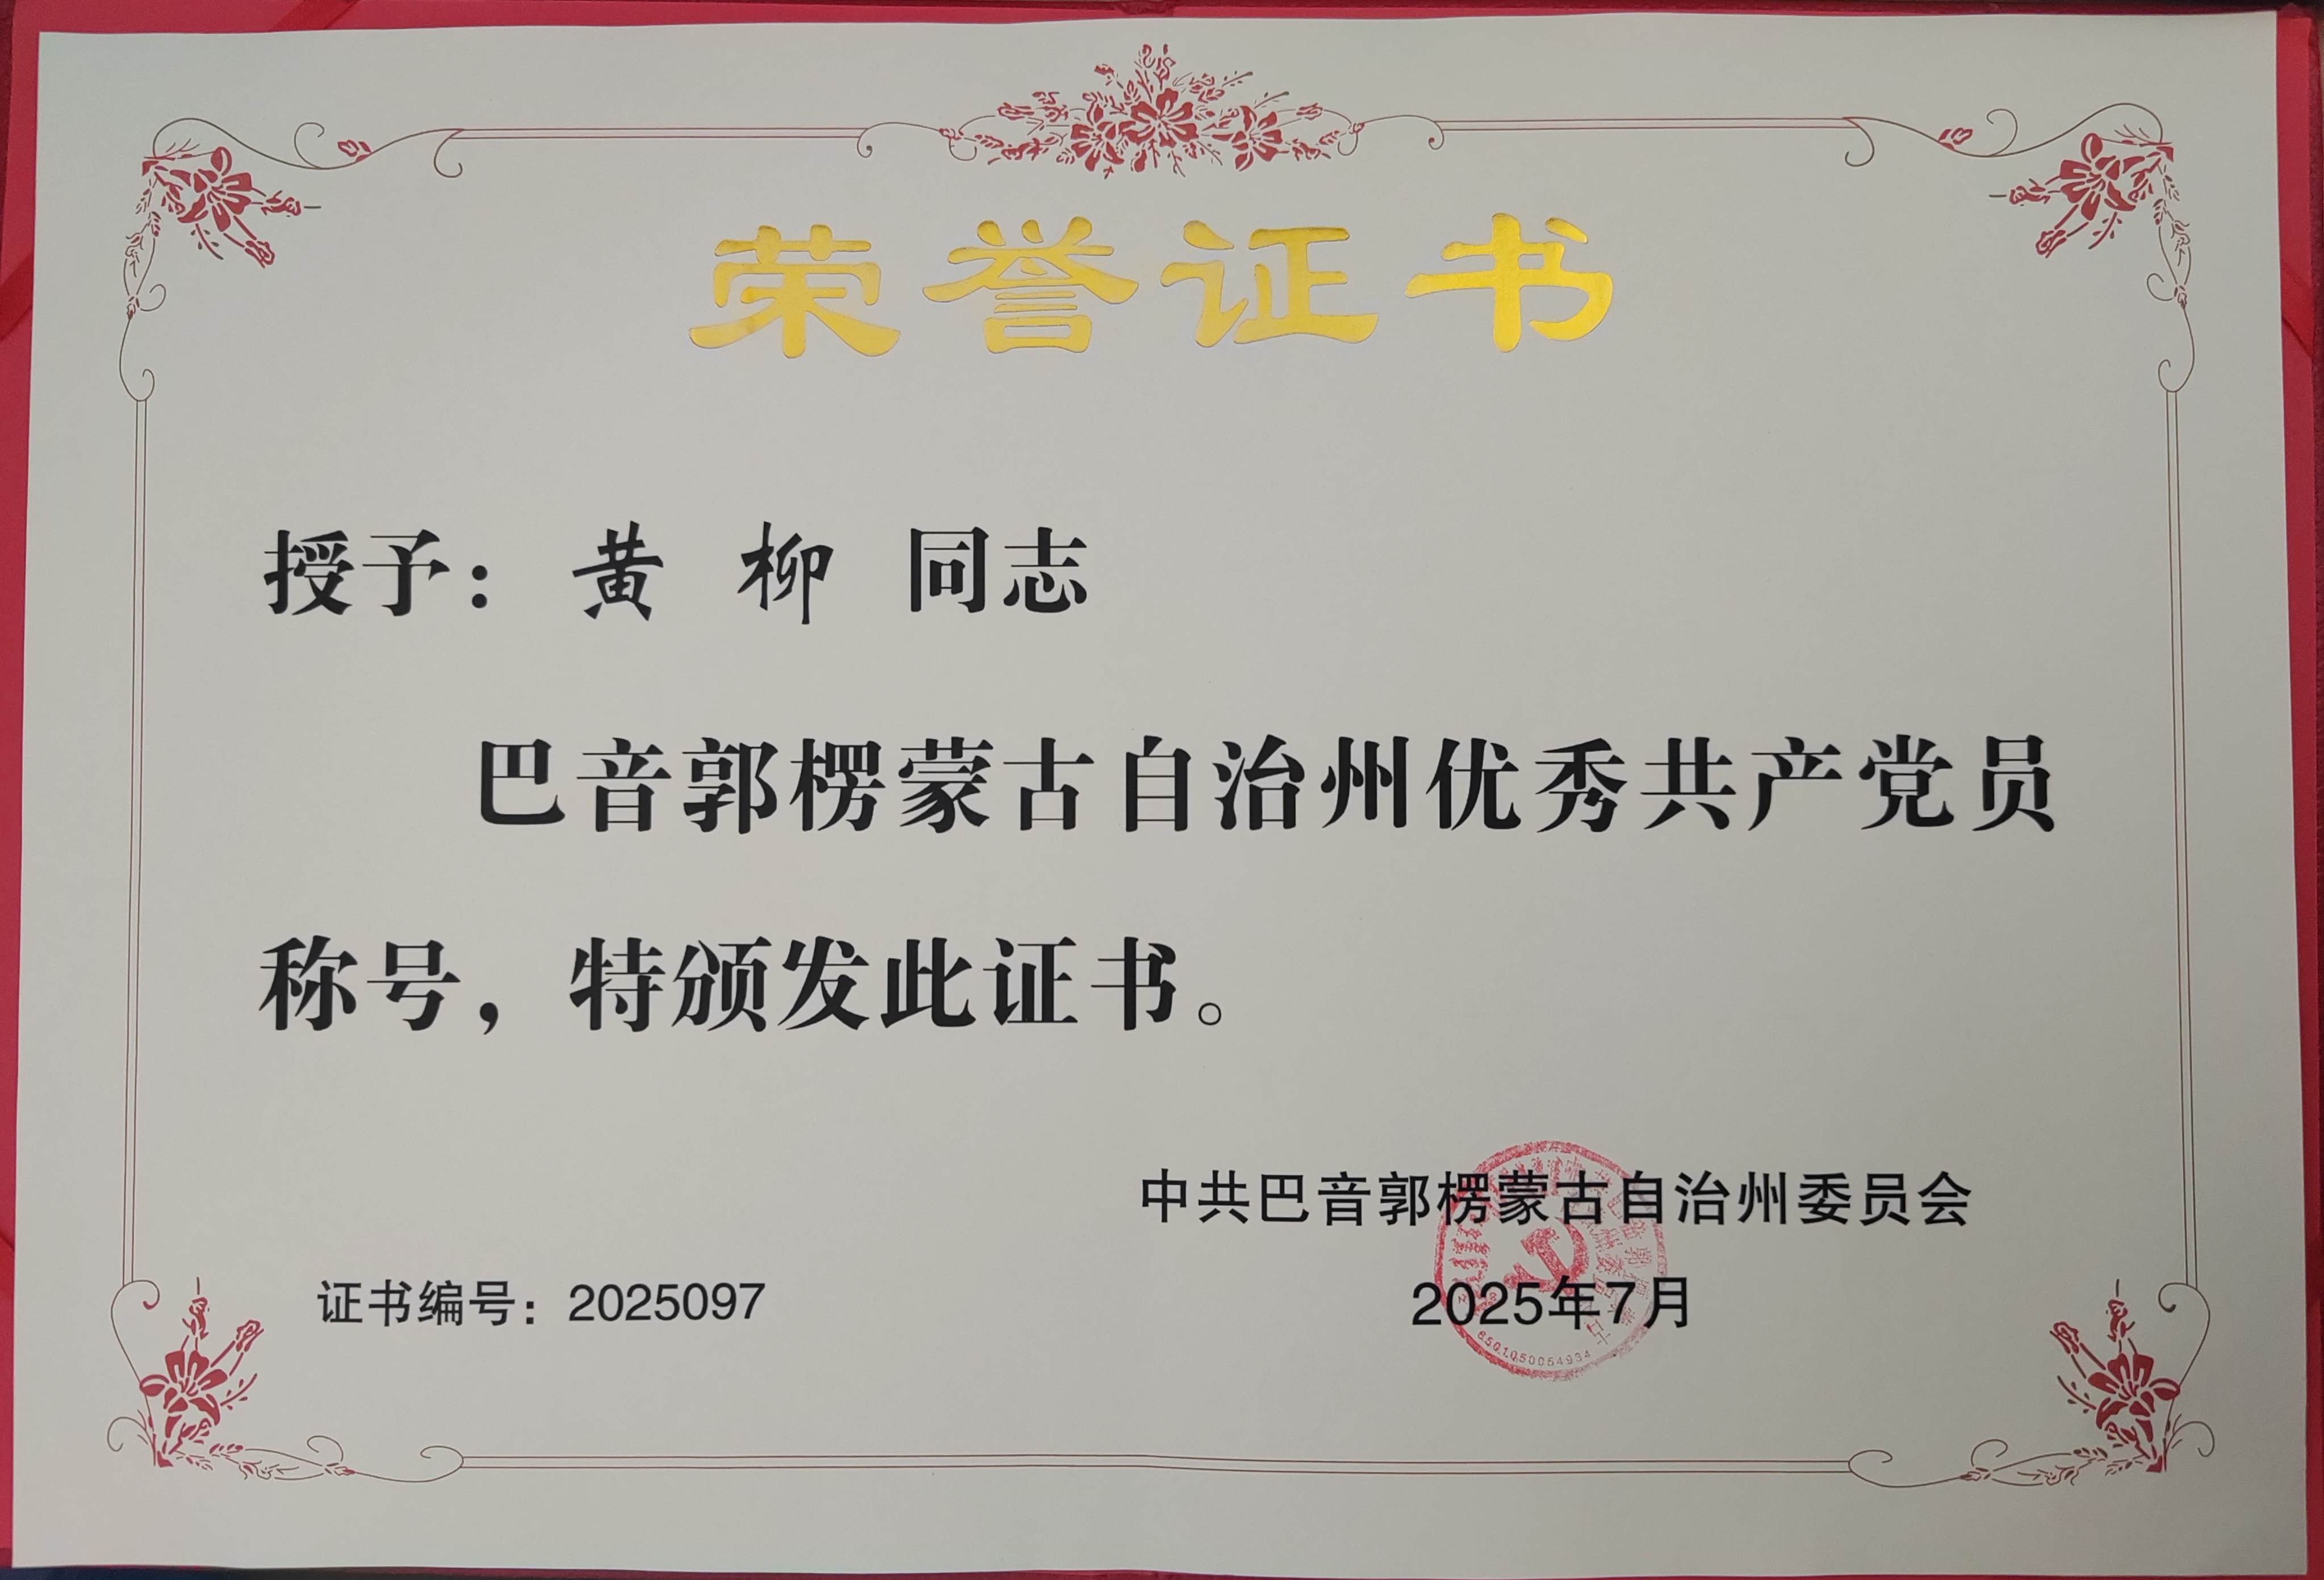 荣誉证书
授予：黄 柳 同志
巴音郭楞蒙古自治州优秀共产党员
称号，特颁发此证书。
中共巴音郭楞蒙古自治州委员会
证书编号：2025097
2025年7月
6501050054934